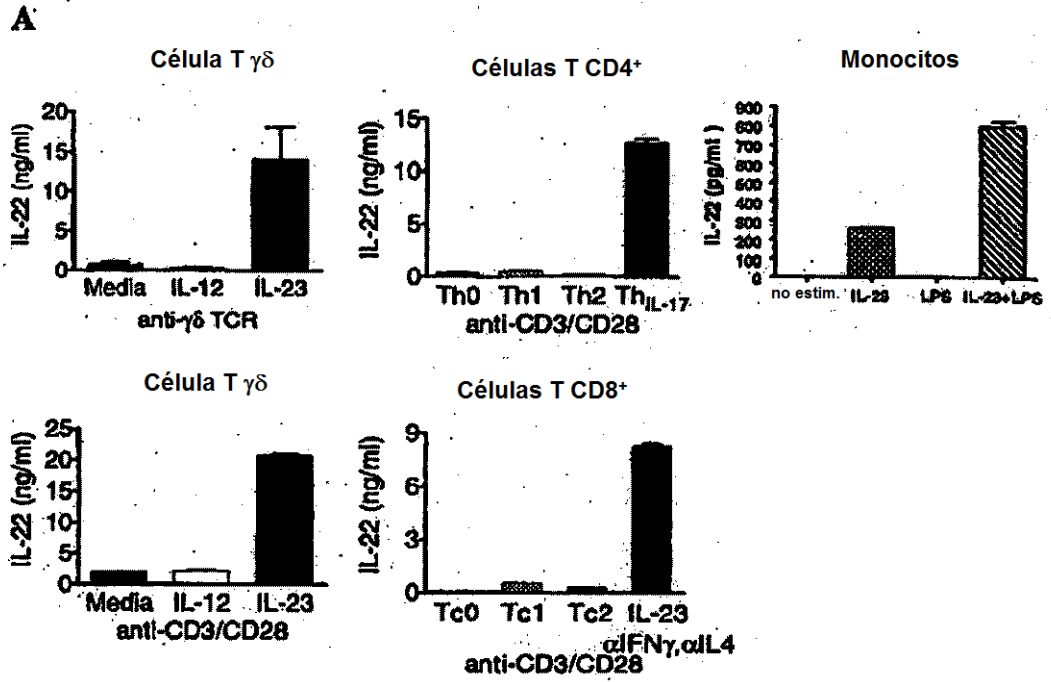 A
Célula T γδ
IL-22 (ng/ml)
20
15
10
5
0
Media IL-12 IL-23
anti-γδ TCR
Células T CD4+
IL-22 (ng/ml)
15
10
5
0
Th0 Th1 Th2 ThIL-17
anti-CD3/CD28
Monocitos
IL-22 (pg/ml)
900
800
700
600
500
400
300
200
100
0
no estim. IL-23 LPS IL-23+LPS
Célula T γδ
IL-22 (ng/ml)
25
20
15
10
5
0
Media IL-12 IL-23
anti-CD3/CD28
Células T CD8+
IL-22 (ng/ml)
9
6
3
0
Tc0 Tc1 Tc2 IL-23
αIFNγ,αIL4
anti-CD3/CD28